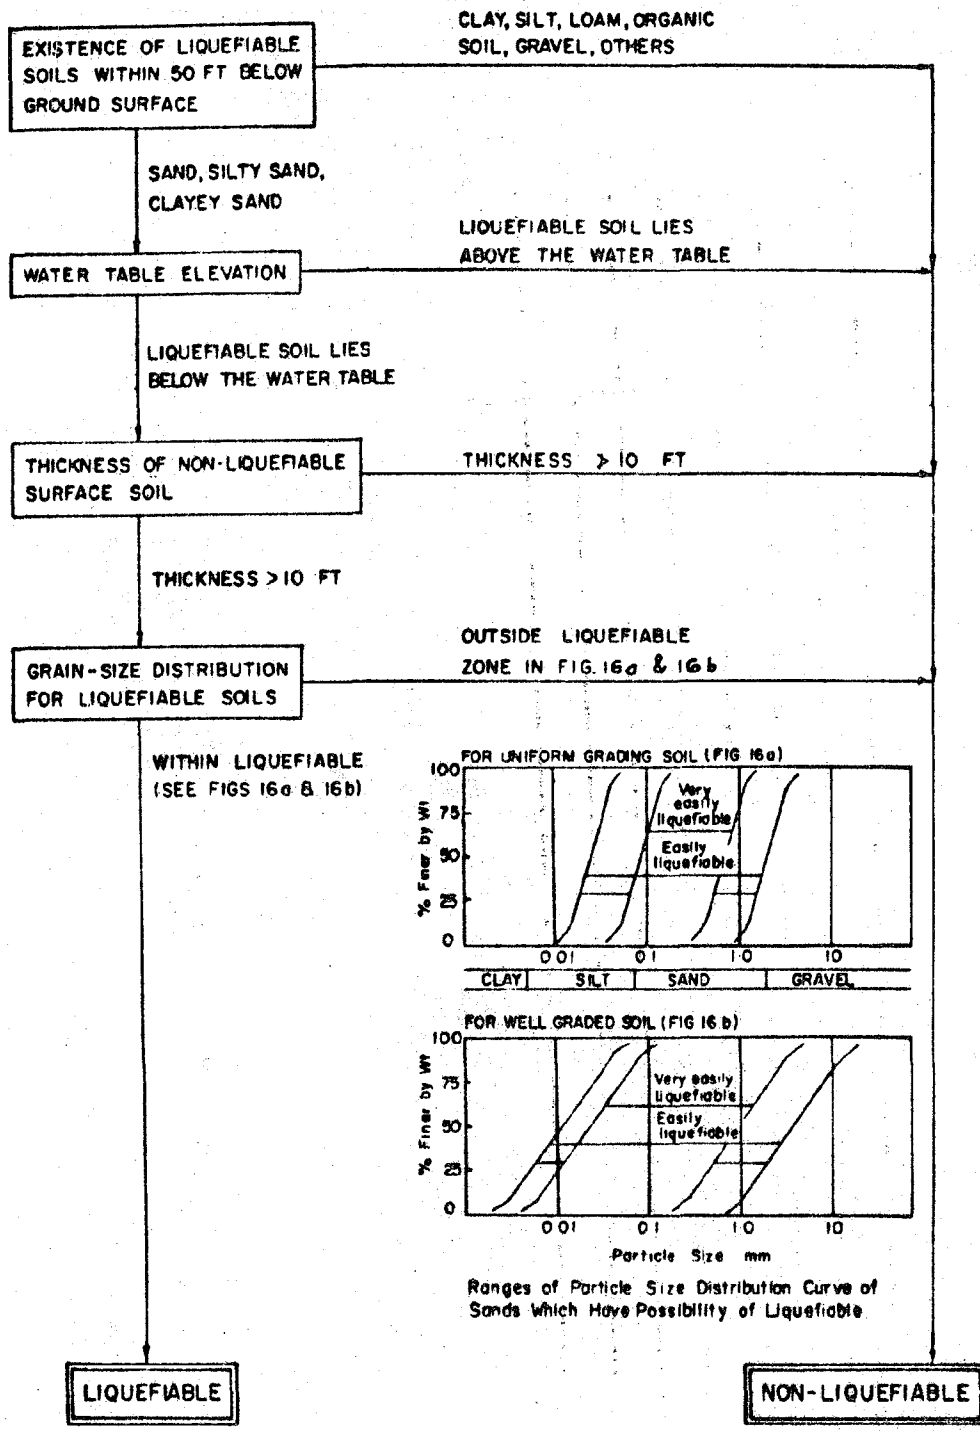 CLAY, SILT, LOAM, ORGANIC
SOIL, GRAVEL, OTHERS
EXISTENCE OF LIQUEFIABLE
SOILS WITHIN 50 FT BELOW
GROUND SURFACE
SAND, SILTY SAND,
CLAYEY SAND
LIQUEFIABLE SOIL LIES
ABOVE THE WATER TABLE
WATER TABLE ELEVATION
LIQUEFIABLE SOIL LIES
BELOW THE WATER TABLE
THICKNESS OF NON-LIQUEFIABLE
SURFACE SOIL
THICKNESS > 10 FT
THICKNESS > 10 FT
OUTSIDE LIQUEFIABLE
ZONE IN FIG. 16a & 16b
GRAIN-SIZE DISTRIBUTION
FOR LIQUEFIABLE SOILS
WITHIN LIQUEFIABLE
(SEE FIGS 16a & 16b)
FOR UNIFORM GRADING SOIL (FIG 16a)
% Finer by Wt
100
75
50
25
0
Very
easily
liquefiable
Easily
liquefiable
0.01 0.1 1.0 10
CLAY SILT SAND GRAVEL
FOR WELL GRADED SOIL (FIG 16 b)
% Finer by Wt
100
75
50
25
0
Very easily
liquefiable
Easily
liquefiable
0.01 0.1 1.0 10
Particle Size mm
Ranges of Particle Size Distribution Curve of
Sands Which Have Possibility of Liquefiable
LIQUEFIABLE
NON-LIQUEFIABLE